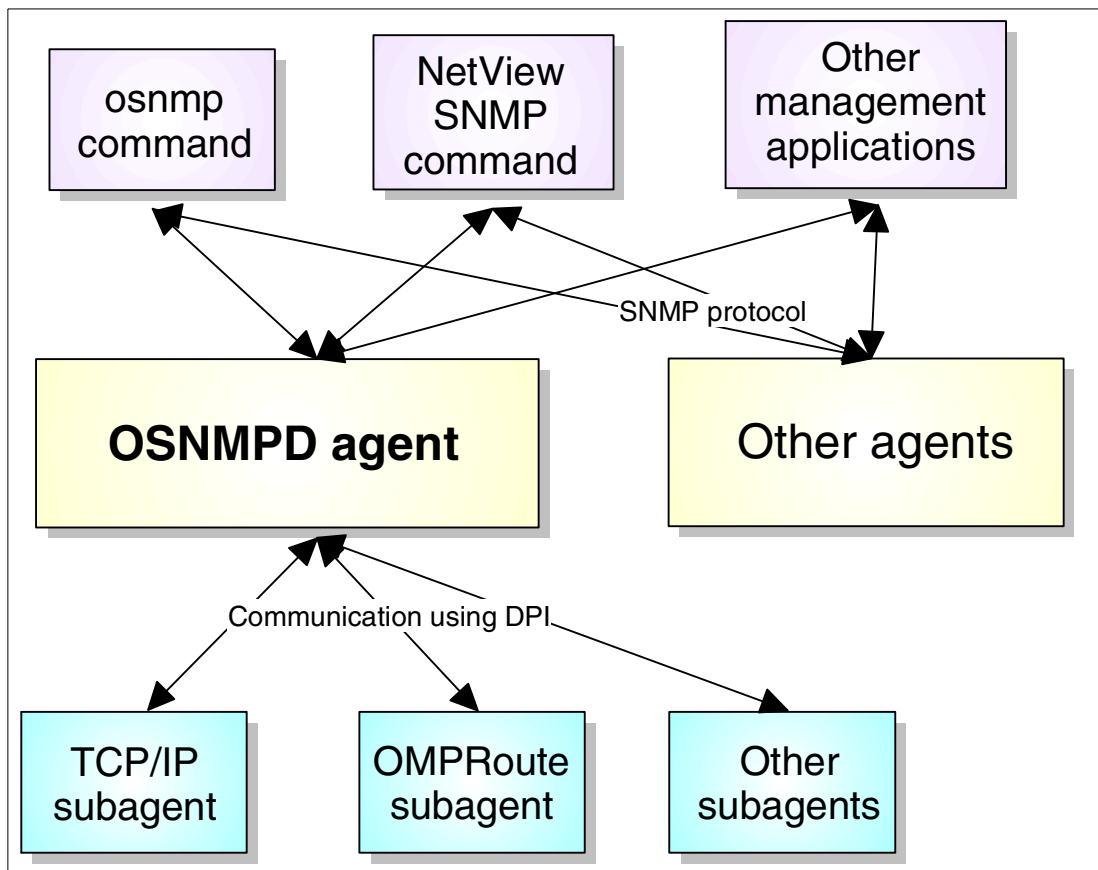 osnmp
command
NetView
SNMP
command
Other
management
applications
SNMP protocol
OSNMPD agent
Other agents
Communication using DPI
TCP/IP
subagent
OMPRoute
subagent
Other
subagents